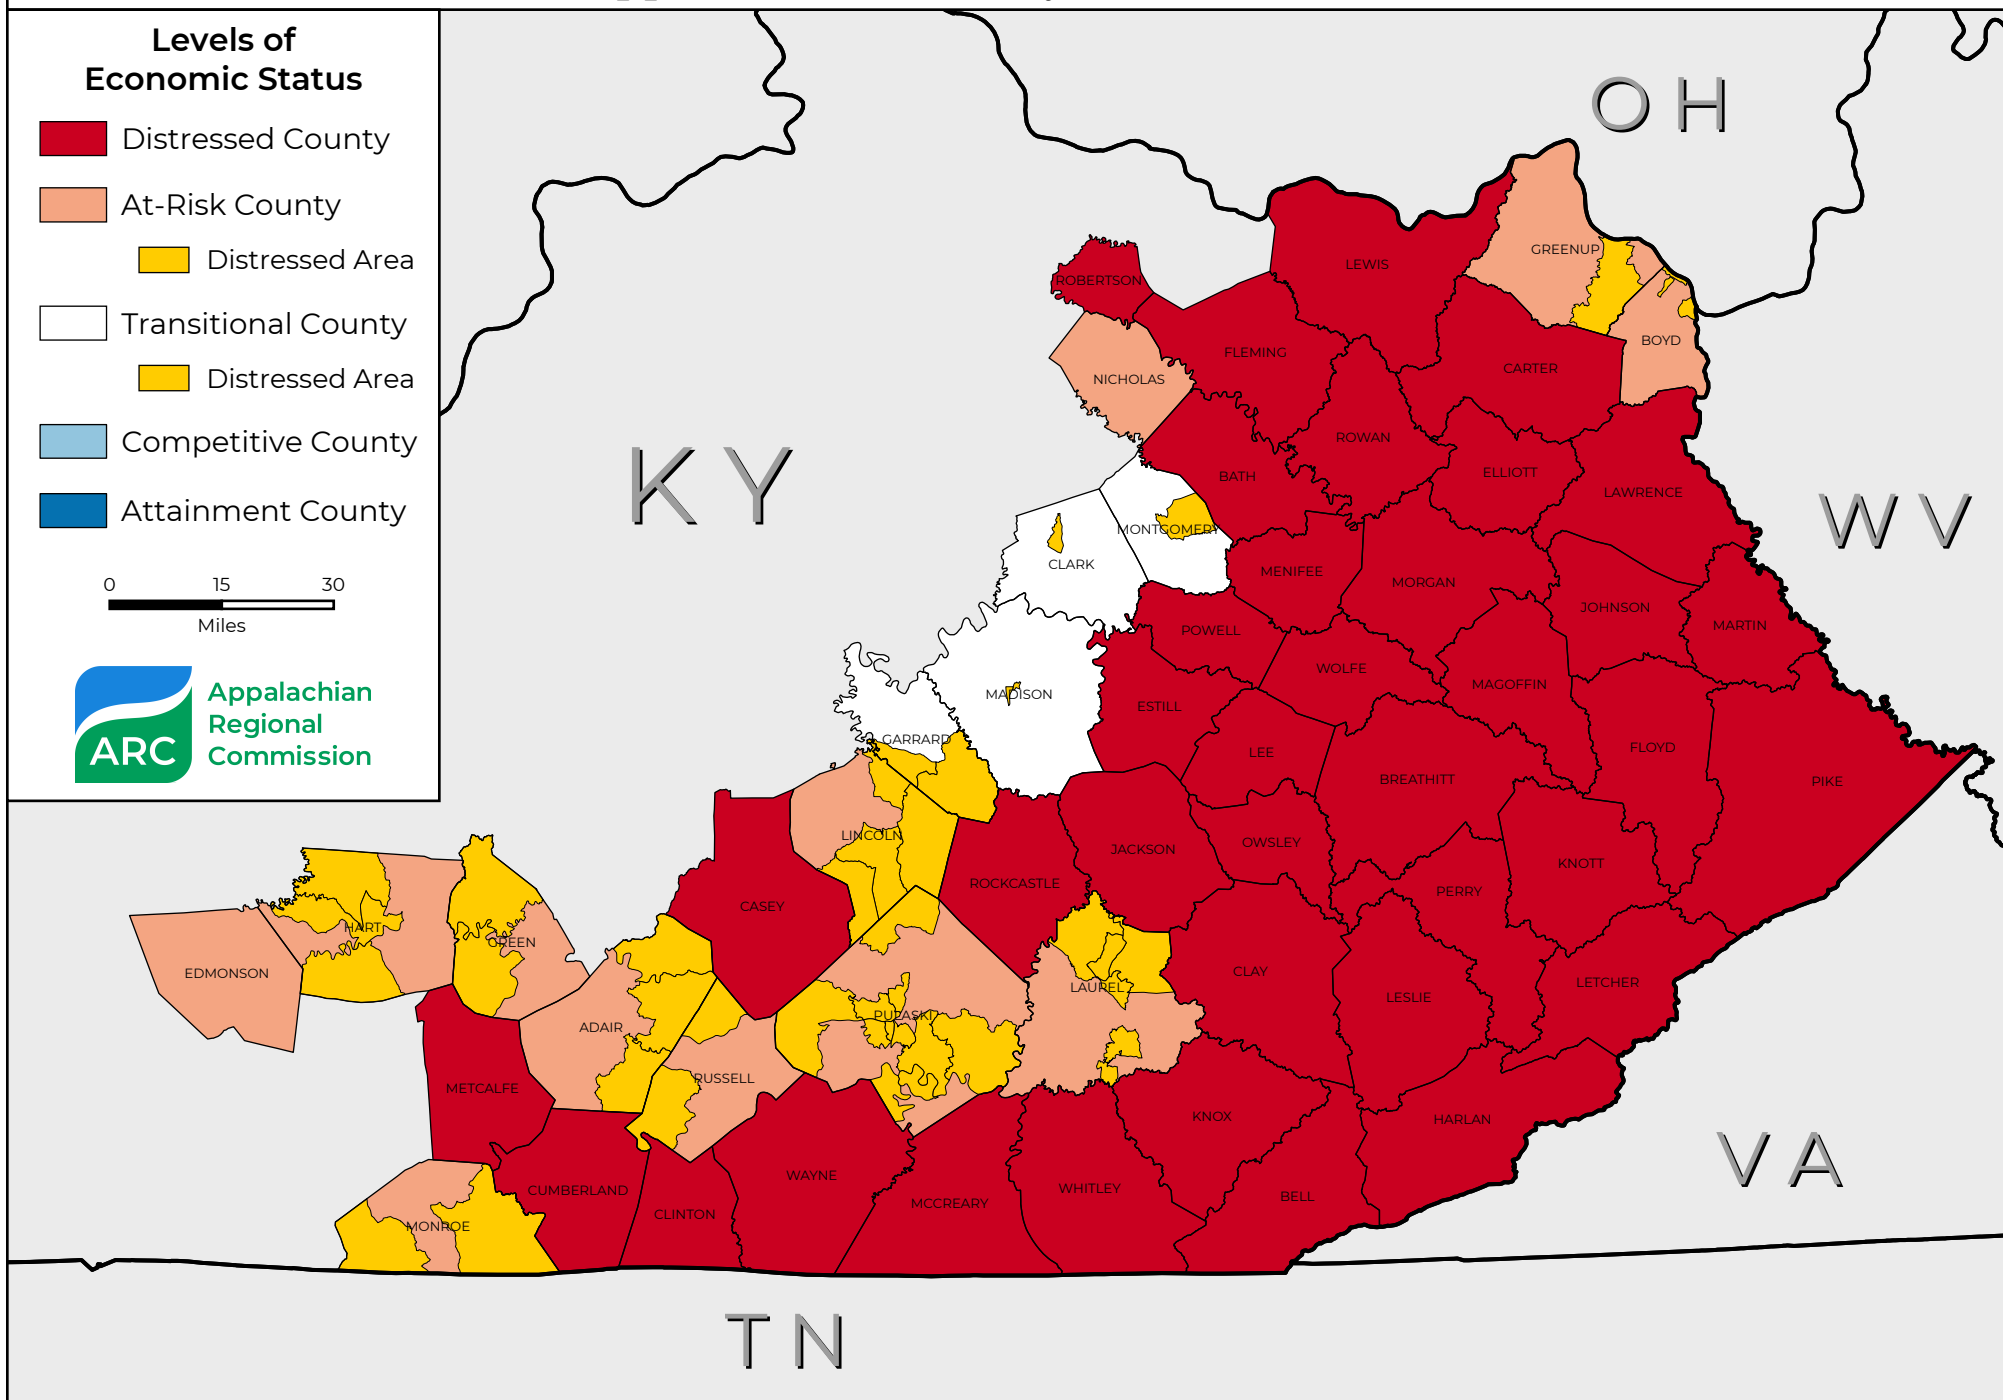 Levels of
Economic Status
Distressed County
At-Risk County
Distressed Area
Transitional County
Distressed Area
Competitive County
Attainment County
0 15 30
Miles
ARC
Appalachian
Regional
Commission
OH
KY
WV
VA
TN
LEWIS
GREENUP
ROBERTSON
BOYD
FLEMING
CARTER
NICHOLAS
ROWAN
ELLIOTT
BATH
LAWRENCE
MONTGOMERY
CLARK
MENIFEE
MORGAN
JOHNSON
MARTIN
POWELL
WOLFE
MAGOFFIN
MADISON
ESTILL
GARRARD
LEE
FLOYD
BREATHITT
PIKE
LINCOLN
OWSLEY
JACKSON
KNOTT
ROCKCASTLE
PERRY
CASEY
HART
GREEN
EDMONSON
CLAY
LETCHER
LAUREL
LESLIE
PULASKI
ADAIR
RUSSELL
METCALFE
KNOX
HARLAN
WAYNE
WHITLEY
CUMBERLAND
BELL
MCCREARY
CLINTON
MONROE